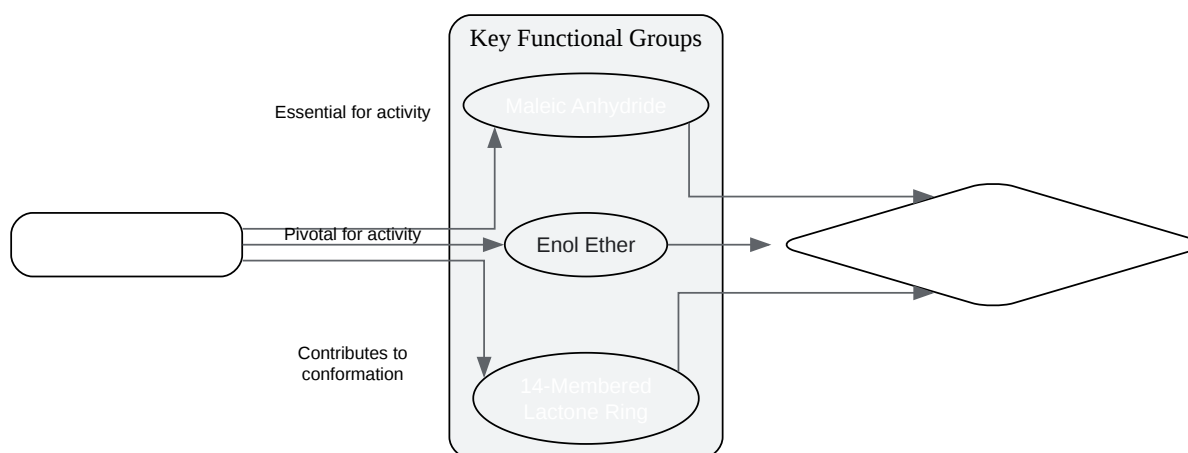 Key Functional Groups
Maleic Anhydride
Essential for activity
Pivotal for activity
Enol Ether
Contributes to
conformation
14-Membered
Lactone Ring